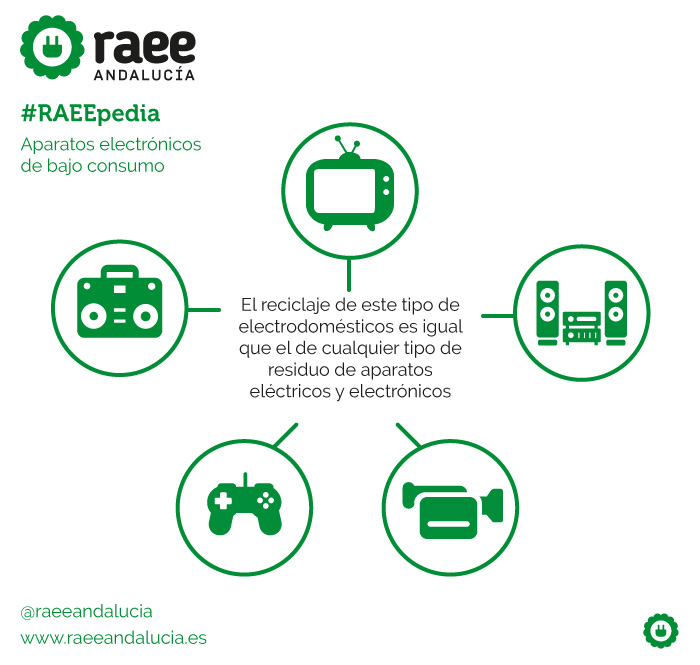 raee
ANDALUCÍA
#RAEEpedia
Aparatos electrónicos
de bajo consumo
El reciclaje de este tipo de
electrodomésticos es igual
que el de cualquier tipo de
residuo de aparatos
eléctricos y electrónicos
@raeeandalucia
www.raeeandalucia.es